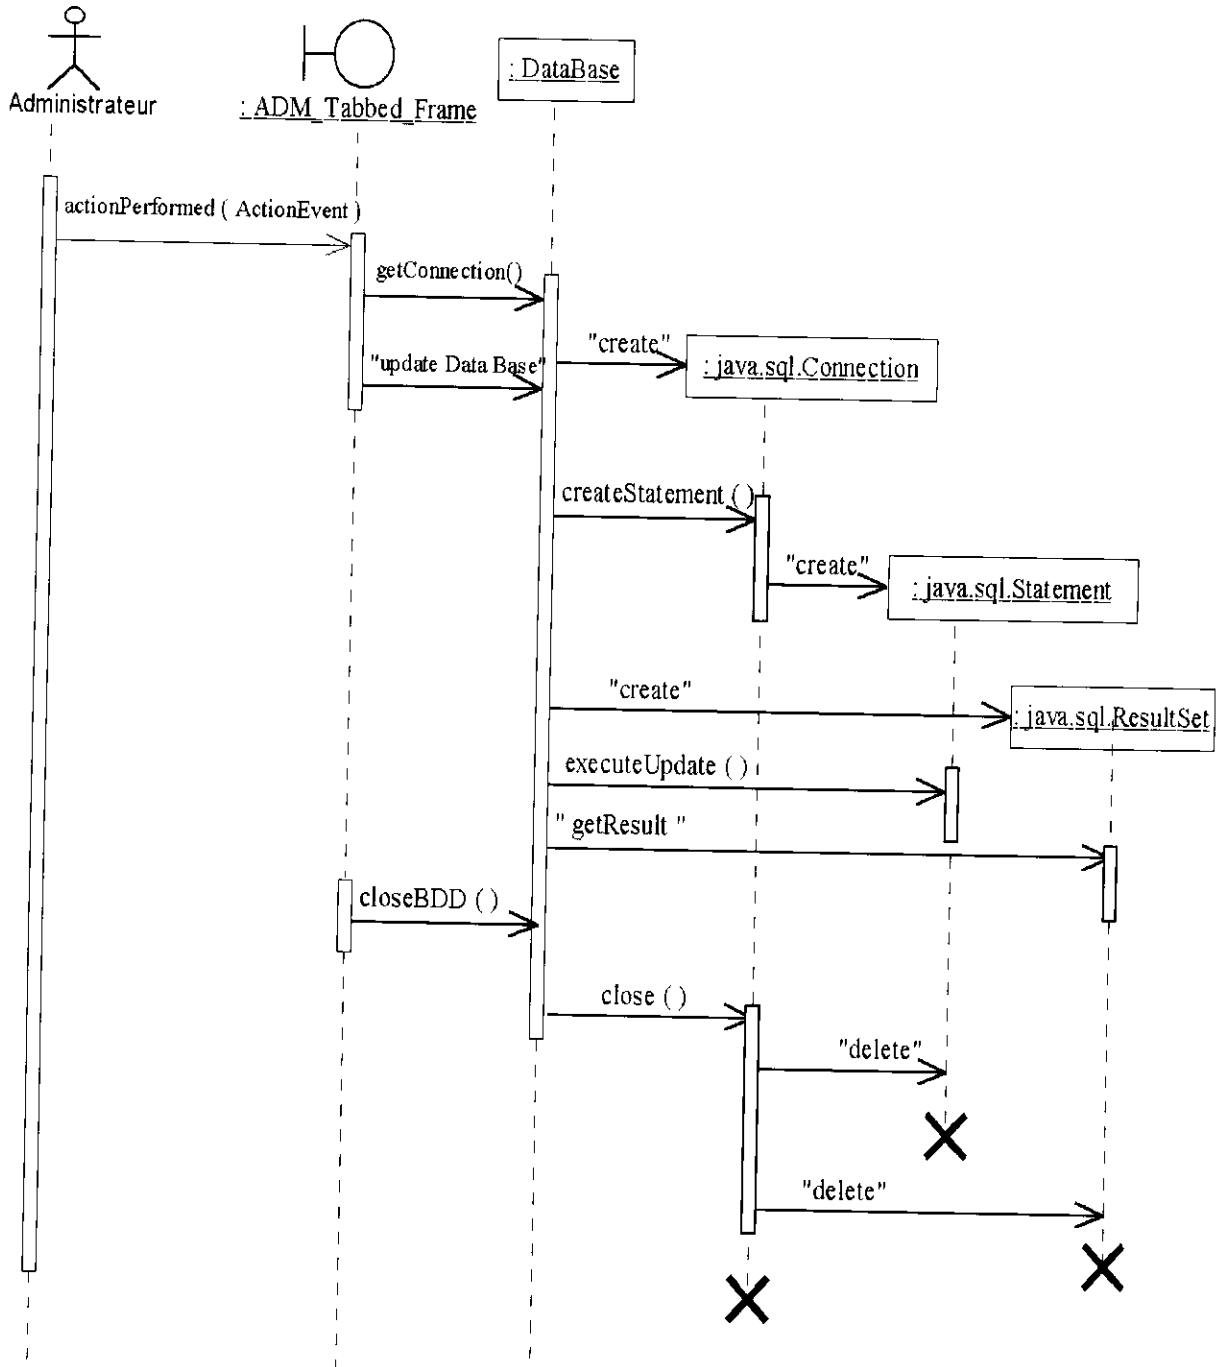 Administrateur
: ADM_Tabbed_Frame
: DataBase
actionPerformed ( ActionEvent )
getConnection()
"create"
: java.sql.Connection
"update Data Base"
createStatement ( )
"create"
: java.sql.Statement
"create"
: java.sql.ResultSet
executeUpdate ( )
" getResult "
closeBDD ( )
close ( )
"delete"
"delete"